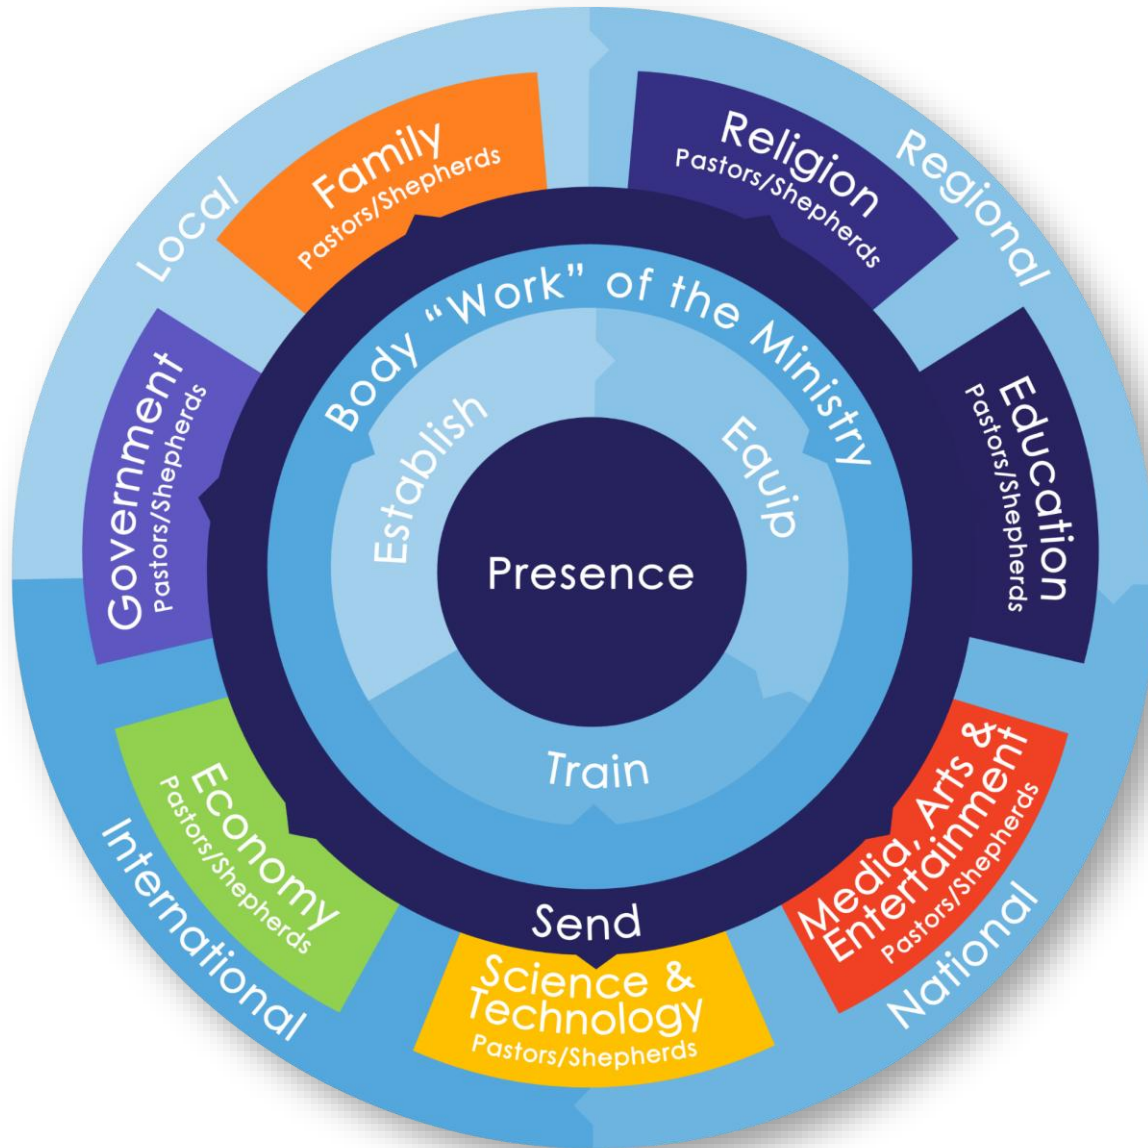 Local
Regional
National
International
Family
Pastors/Shepherds
Religion
Pastors/Shepherds
Education
Pastors/Shepherds
Media, Arts &
Entertainment
Pastors/Shepherds
Science &
Technology
Pastors/Shepherds
Economy
Pastors/Shepherds
Government
Pastors/Shepherds
Body “Work” of the Ministry
Establish
Equip
Train
Presence
Send